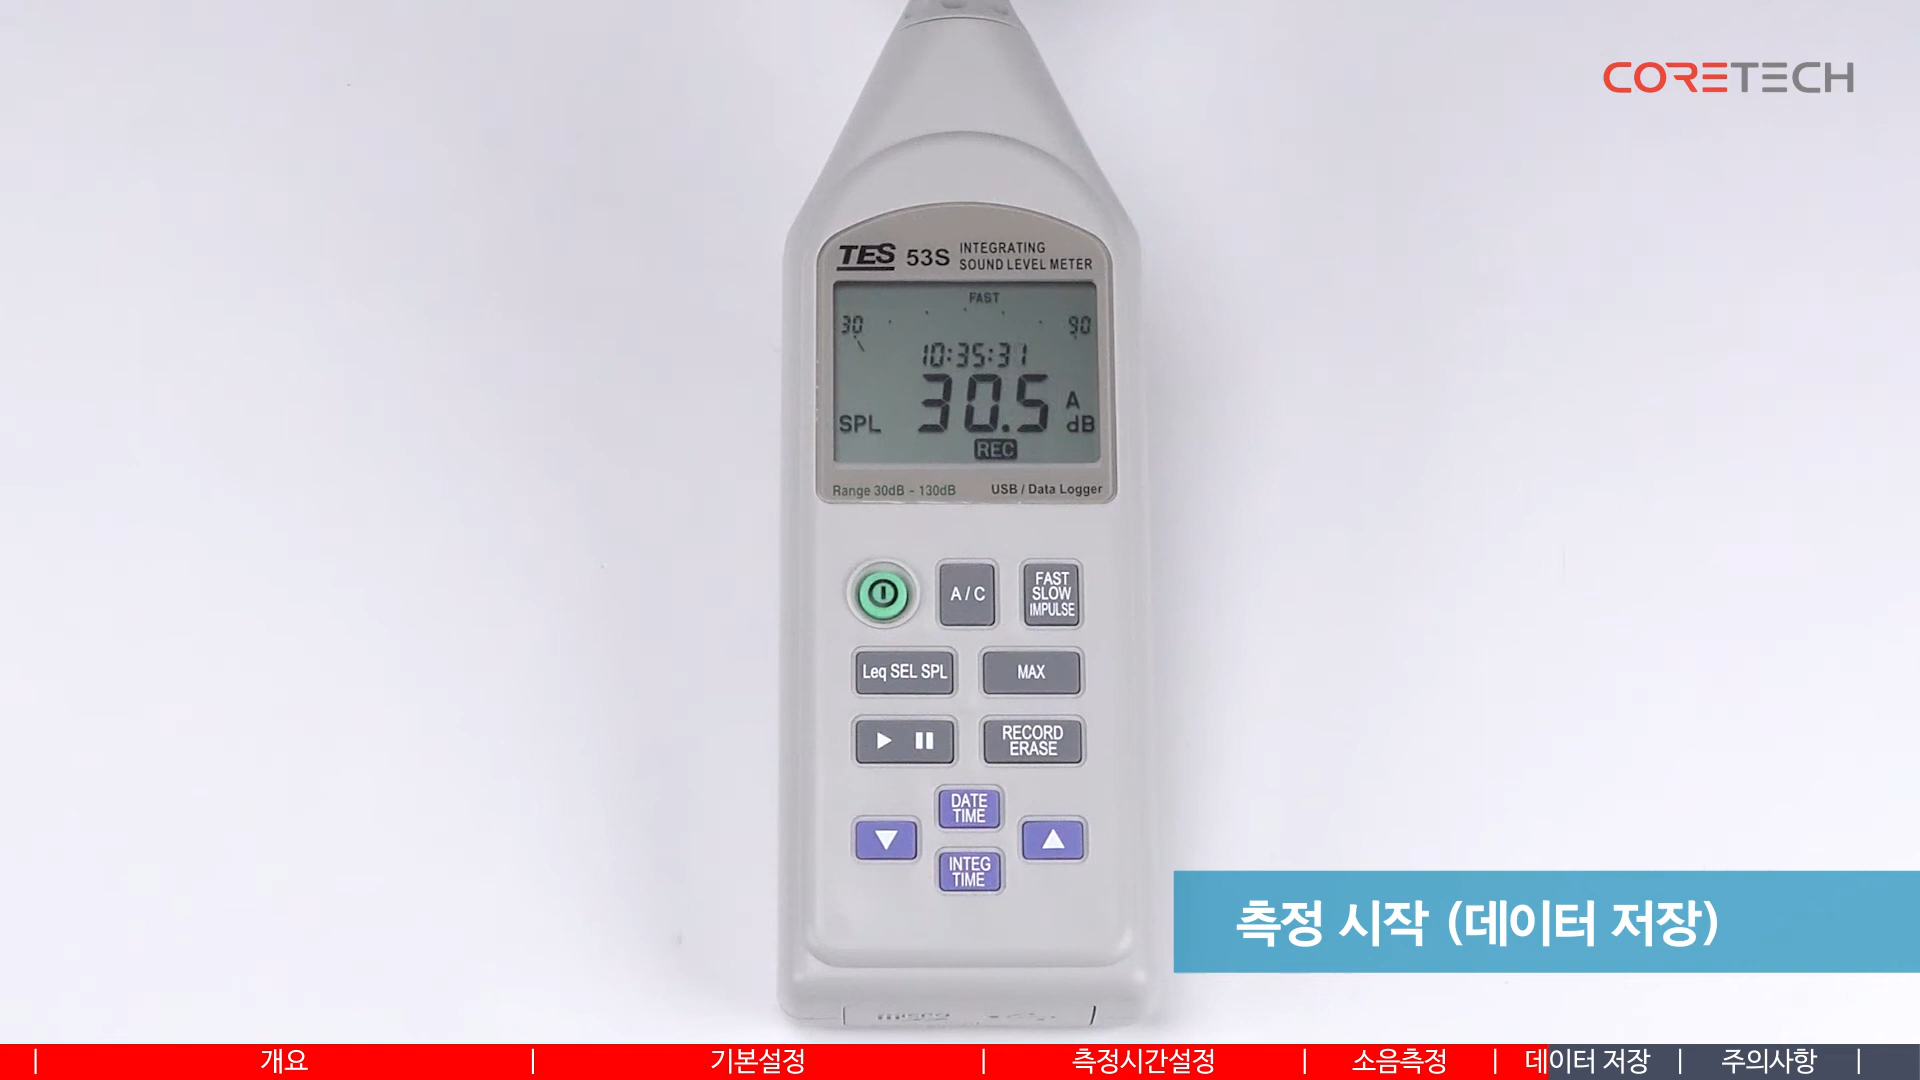 CORETECH
TES 53S INTEGRATING
SOUND LEVEL METER
FAST
30 90
10:35:31
30.5 A
SPL dB
REC
Range 30dB - 130dB USB / Data Logger
A / C
FAST
SLOW
IMPULSE
Leq SEL SPL
MAX
RECORD
ERASE
DATE
TIME
INTEG
TIME
측정 시작 (데이터 저장)
| 개요 | 기본설정 | 측정시간설정 | 소음측정 | 데이터 저장 | 주의사항 |